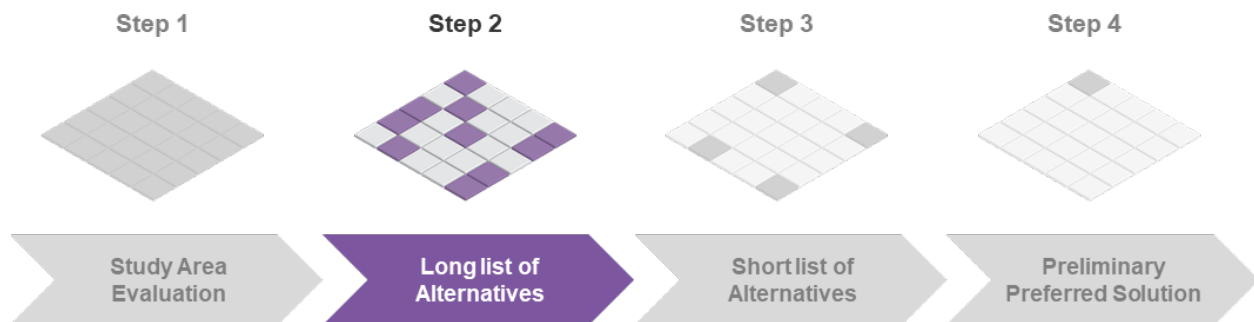 Step 1
Step 2
Step 3
Step 4
Study Area
Evaluation
Long list of
Alternatives
Short list of
Alternatives
Preliminary
Preferred Solution